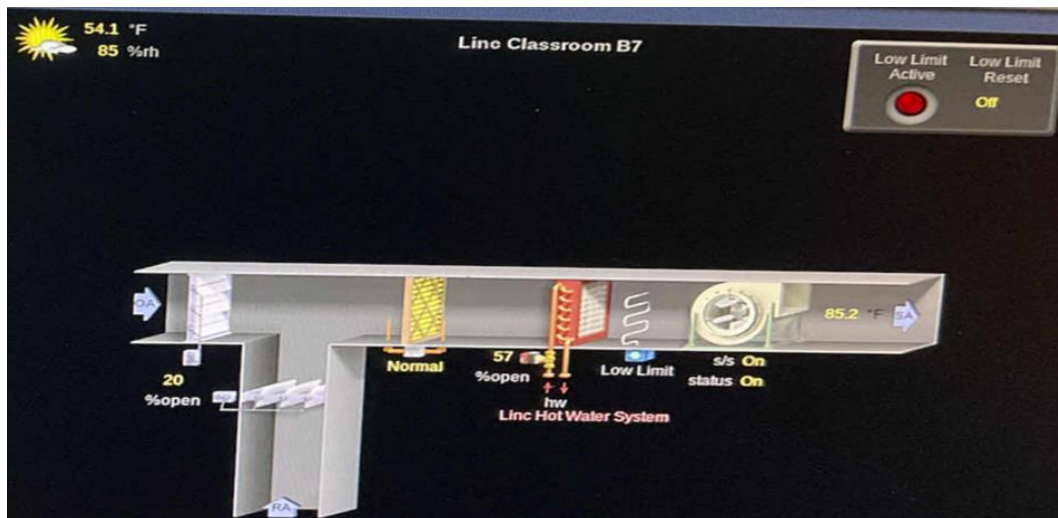 54.1 °F
85 %rh
Linc Classroom B7
Low Limit Active
Low Limit Reset
Off
OA
85.2 °F
SA
20
%open
Normal
57
%open
hw
Low Limit
s/s On
status On
Linc Hot Water System
RA